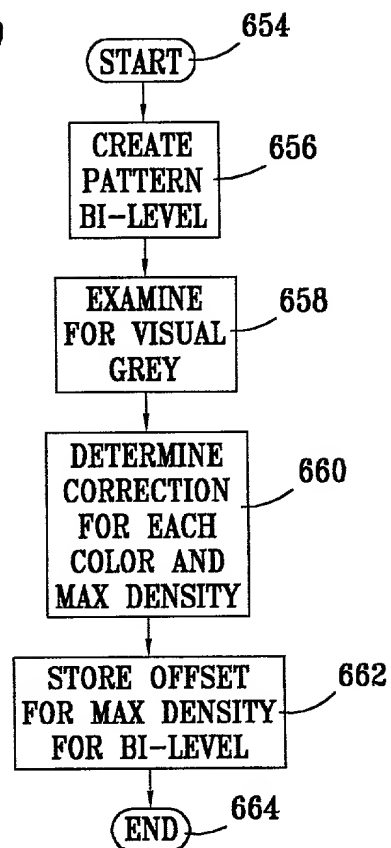 654
START
CREATE
PATTERN
BI-LEVEL
656
EXAMINE
FOR VISUAL
GREY
658
DETERMINE
CORRECTION
FOR EACH
COLOR AND
MAX DENSITY
660
STORE OFFSET
FOR MAX DENSITY
FOR BI-LEVEL
662
END
664